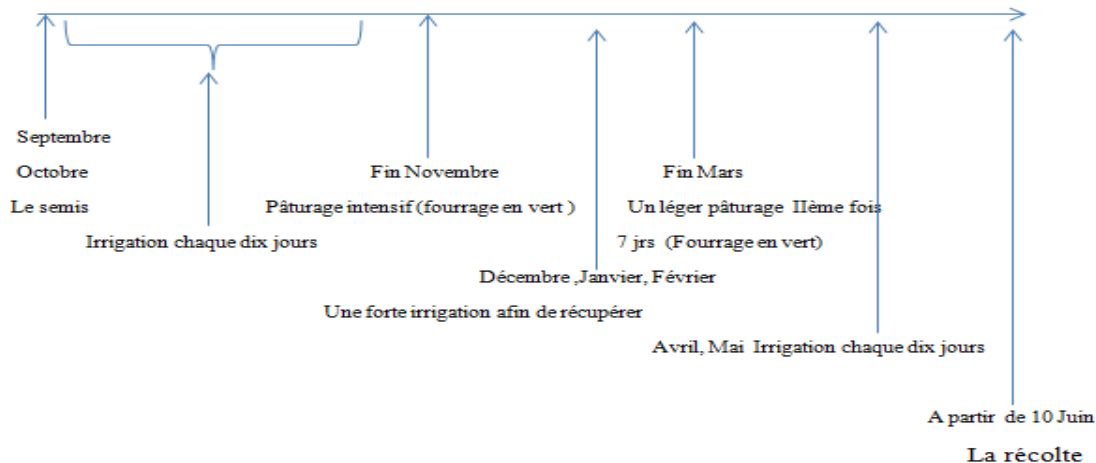 Septembre
Octobre
Le semis
Irrigation chaque dix jours
Fin Novembre
Pâturage intensif (fourrage en vert )
Décembre ,Janvier, Février
Une forte irrigation afin de récupérer
Fin Mars
Un léger pâturage IIème fois
7 jrs (Fourrage en vert)
Avril, Mai Irrigation chaque dix jours
A partir de 10 Juin
La récolte